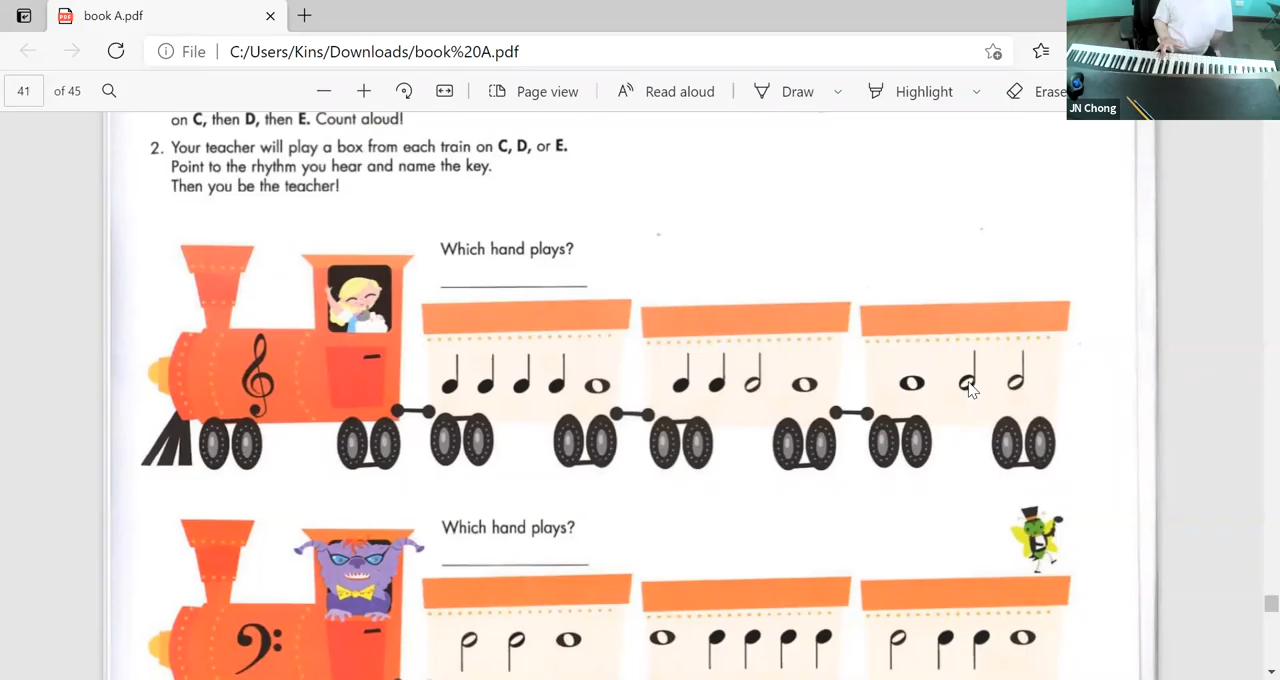 book A.pdf
File
C:/Users/Kins/Downloads/book%20A.pdf
41 of 45
Page view
Read aloud
Draw
Highlight
Erase
JN Chong
on C, then D, then E. Count aloud!
2. Your teacher will play a box from each train on C, D, or E.
Point to the rhythm you hear and name the key.
Then you be the teacher!
Which hand plays?
Which hand plays?